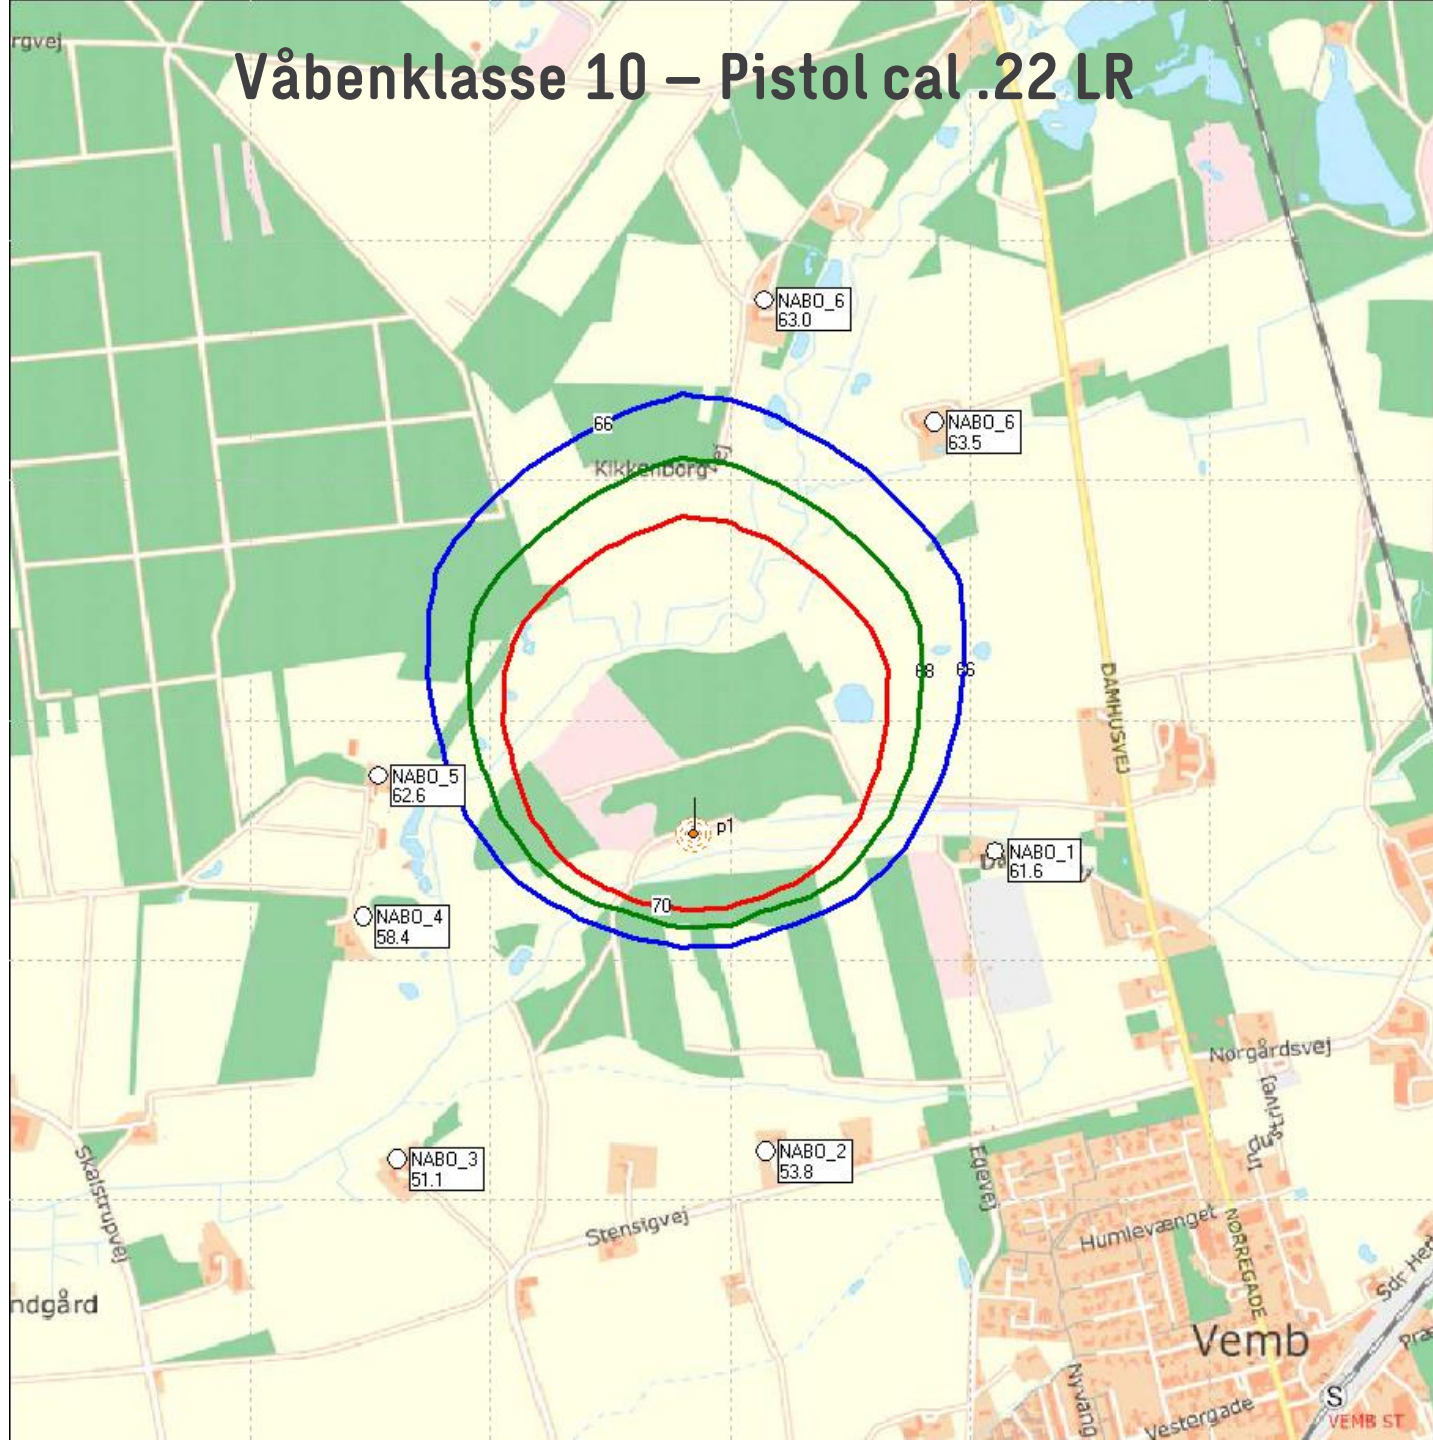 rgvej
Våbenklasse 10 – Pistol cal .22 LR
NABO_6
63.0
NABO_6
63.5
66
Kikkenborgvej
68
66
DAMHUSVEJ
NABO_5
62.6
p1
NABO_1
61.6
70
NABO_4
58.4
Nørgårdsvej
NABO_3
51.1
NABO_2
53.8
Skalstrupvej
Egevej
Stensigvej
Humlevænget
NØRREGADE
ndgård
Vemb
Nyvang
Vestergade
S
VEMB ST